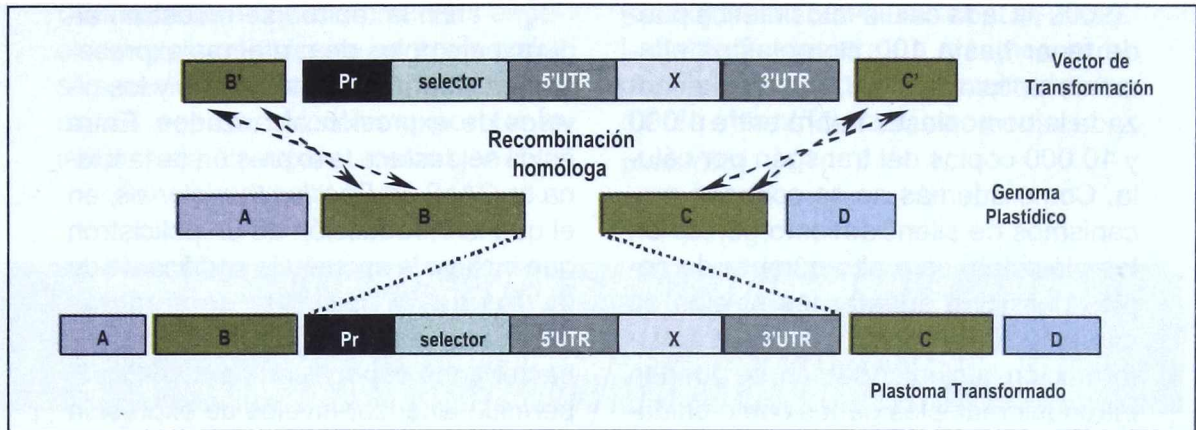 B' Pr selector 5'UTR X 3'UTR C'
Vector de
Transformación
Recombinación
homóloga
A B C D
Genoma
Plastídico
A B Pr selector 5'UTR X 3'UTR C D
Plastoma Transformado